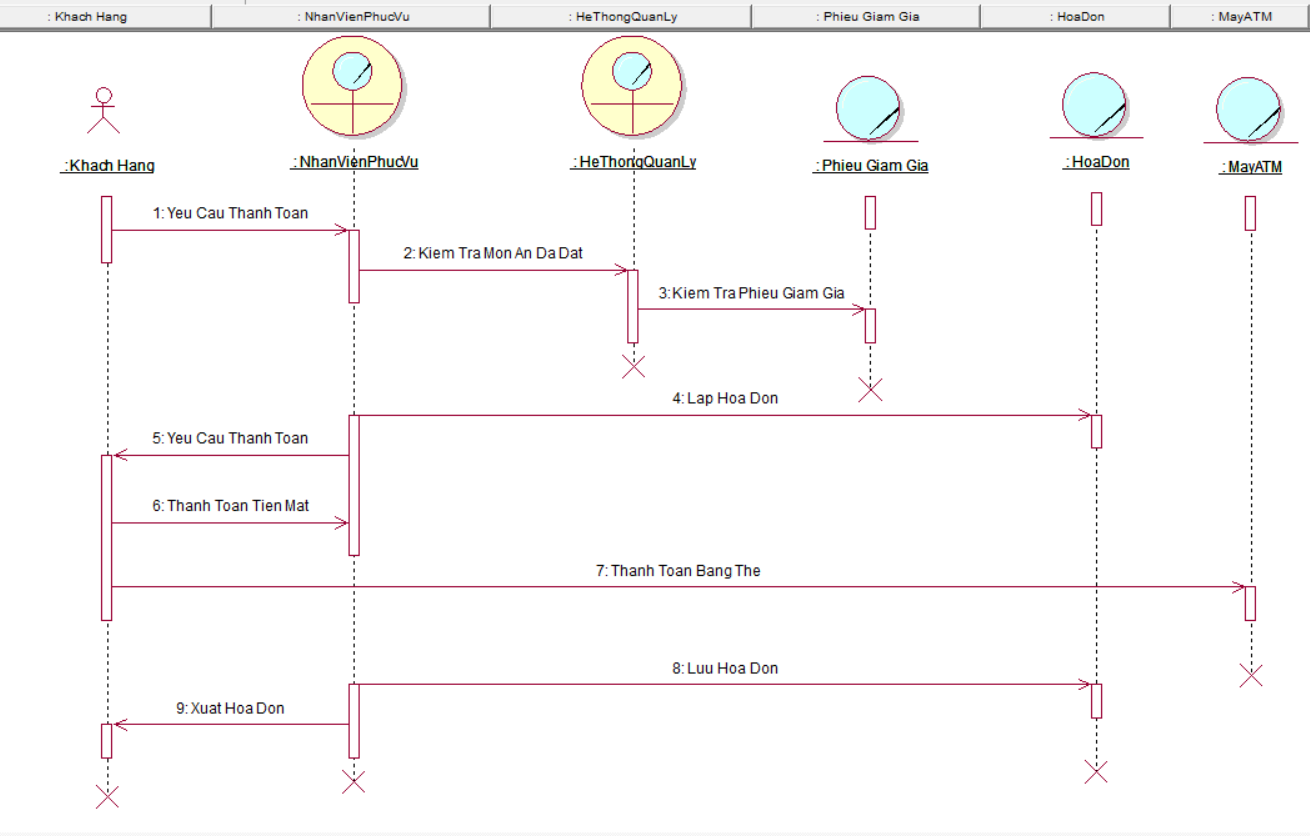 : Khach Hang
: NhanVienPhucVu
: HeThongQuanLy
: Phieu Giam Gia
: HoaDon
: MayATM
:Khach Hang
: NhanVienPhucVu
: HeThongQuanLy
: Phieu Giam Gia
: HoaDon
: MayATM
1: Yeu Cau Thanh Toan
2: Kiem Tra Mon An Da Dat
3: Kiem Tra Phieu Giam Gia
4: Lap Hoa Don
5: Yeu Cau Thanh Toan
6: Thanh Toan Tien Mat
7: Thanh Toan Bang The
8: Luu Hoa Don
9: Xuat Hoa Don